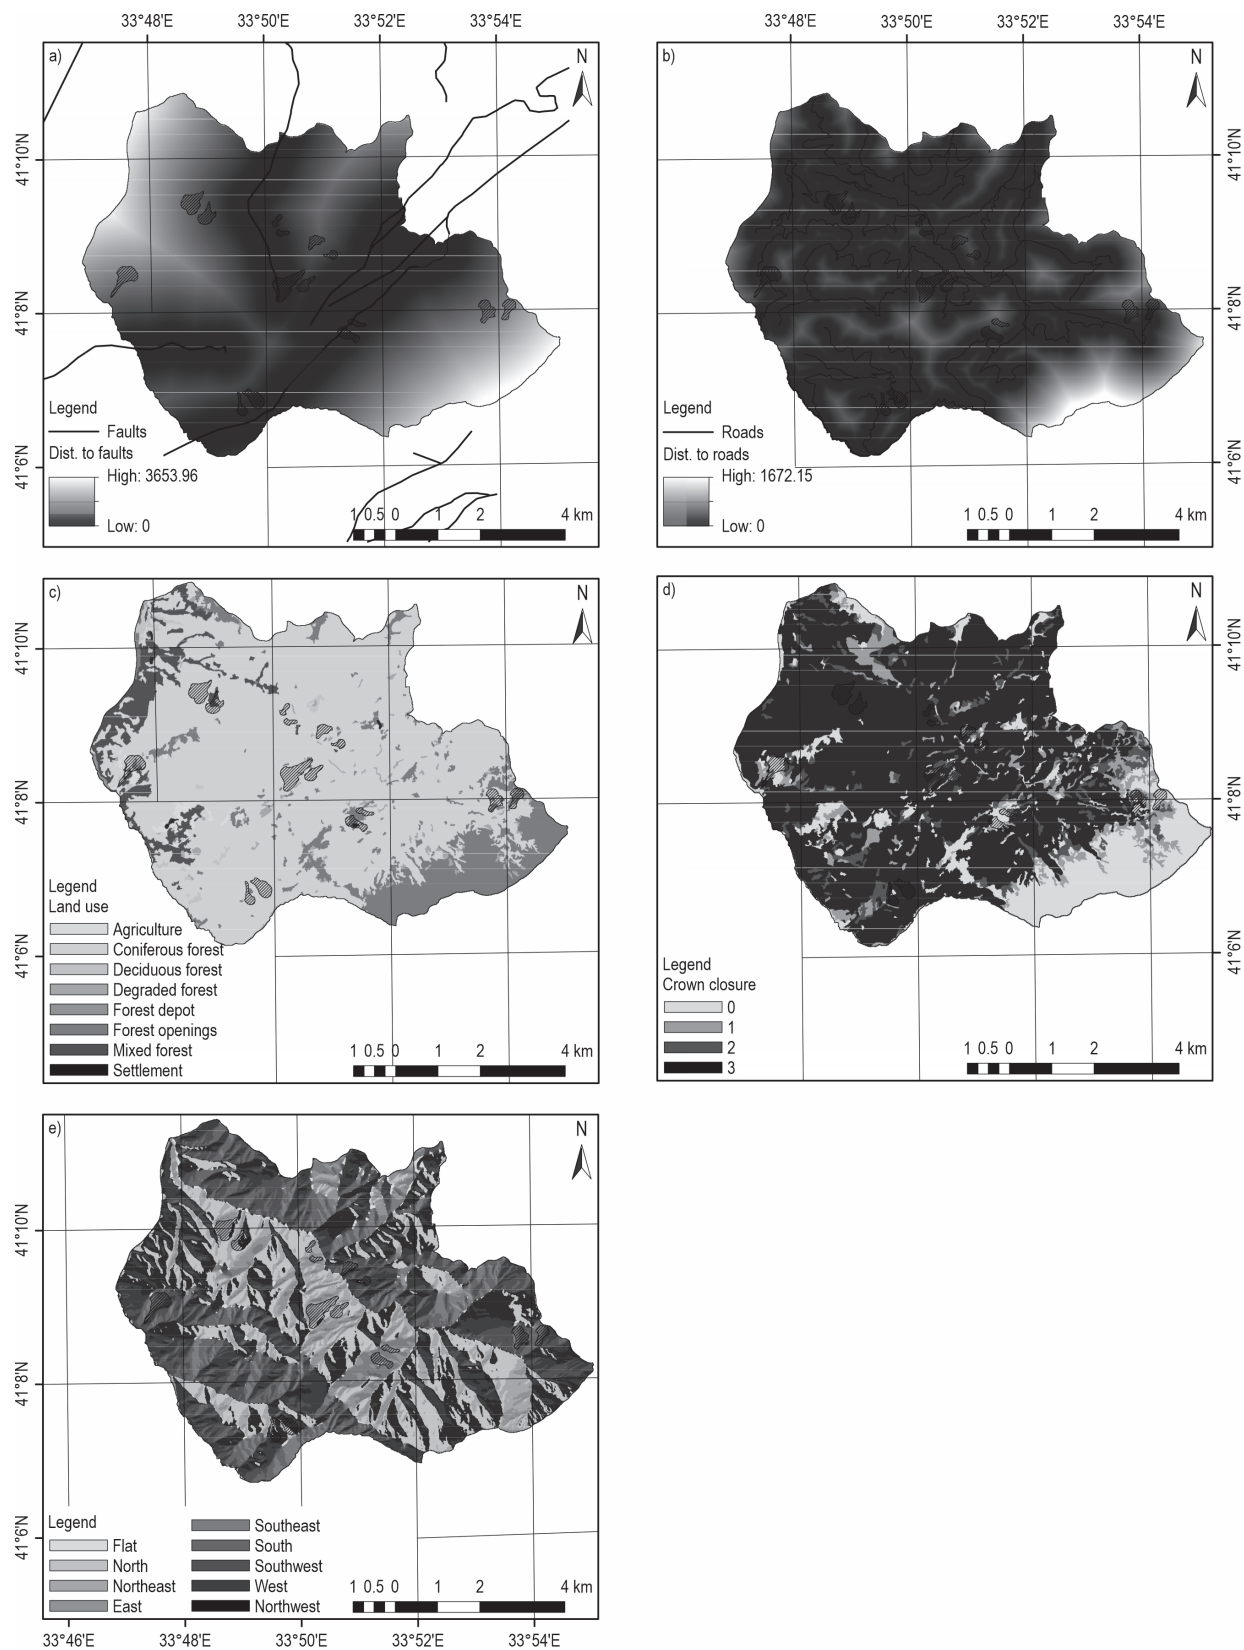 33°48'E 33°50'E 33°52'E 33°54'E 33°48'E 33°50'E 33°52'E 33°54'E
a)
N
41°10'N
41°8'N
41°6'N
Legend
Faults
Dist. to faults
High: 3653.96
Low: 0
1 0.5 0 1 2 4 km
b)
N
41°10'N
41°8'N
41°6'N
Legend
Roads
Dist. to roads
High: 1672.15
Low: 0
1 0.5 0 1 2 4 km
c)
N
41°10'N
41°8'N
41°6'N
Legend
Land use
Agriculture
Coniferous forest
Deciduous forest
Degraded forest
Forest depot
Forest openings
Mixed forest
Settlement
1 0.5 0 1 2 4 km
d)
N
41°10'N
41°8'N
41°6'N
Legend
Crown closure
0
1
2
3
1 0.5 0 1 2 4 km
e)
N
41°10'N
41°8'N
41°6'N
Legend
Flat
North
Northeast
East
Southeast
South
Southwest
West
Northwest
1 0.5 0 1 2 4 km
33°46'E 33°48'E 33°50'E 33°52'E 33°54'E